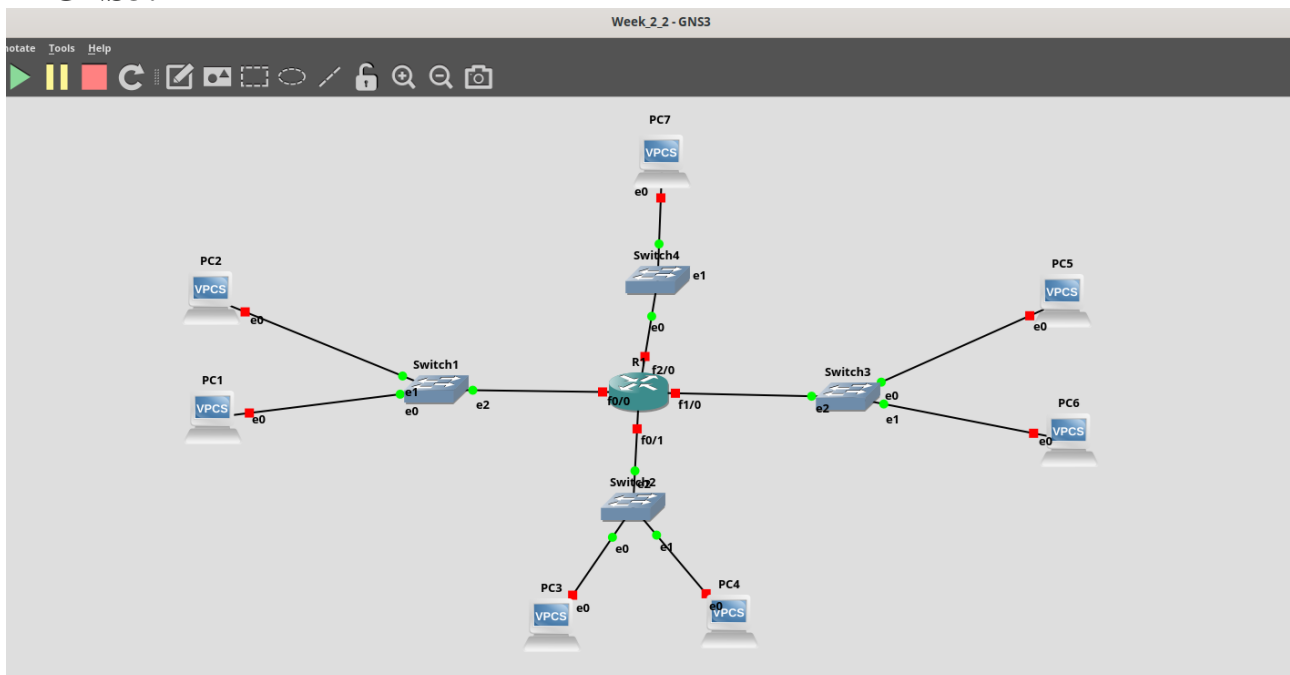 Week_2_2 - GNS3
notate Tools Help
PC7
VPCS
e0
Switch4
e1
e0
PC2
VPCS
e0
PC5
VPCS
e0
R1
f2/0
Switch1
e1
e0
e2
f0/0
f1/0
Switch3
e2
e0
e1
PC1
VPCS
e0
PC6
VPCS
e0
f0/1
Switch2
e2
e0
e1
PC3
VPCS
e0
PC4
VPCS
e0